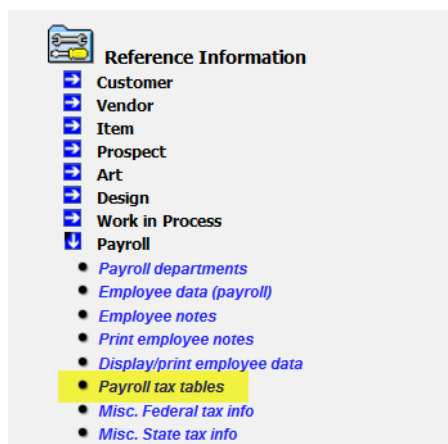 Reference Information
Customer
Vendor
Item
Prospect
Art
Design
Work in Process
Payroll
Payroll departments
Employee data (payroll)
Employee notes
Print employee notes
Display/print employee data
Payroll tax tables
Misc. Federal tax info
Misc. State tax info